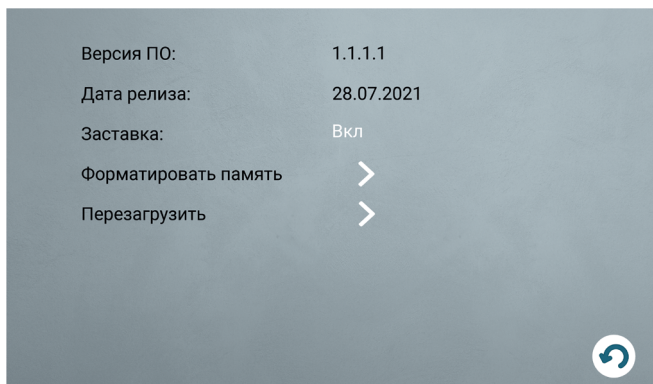 Версия ПО: 1.1.1.1
Дата релиза: 28.07.2021
Заставка: Вкл
Форматировать память
Перезагрузить